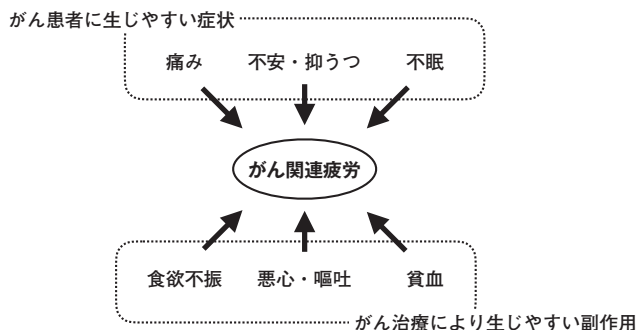 がん患者に生じやすい症状
痛み 不安・抑うつ 不眠
がん関連疲労
食欲不振 悪心・嘔吐 貧血
がん治療により生じやすい副作用